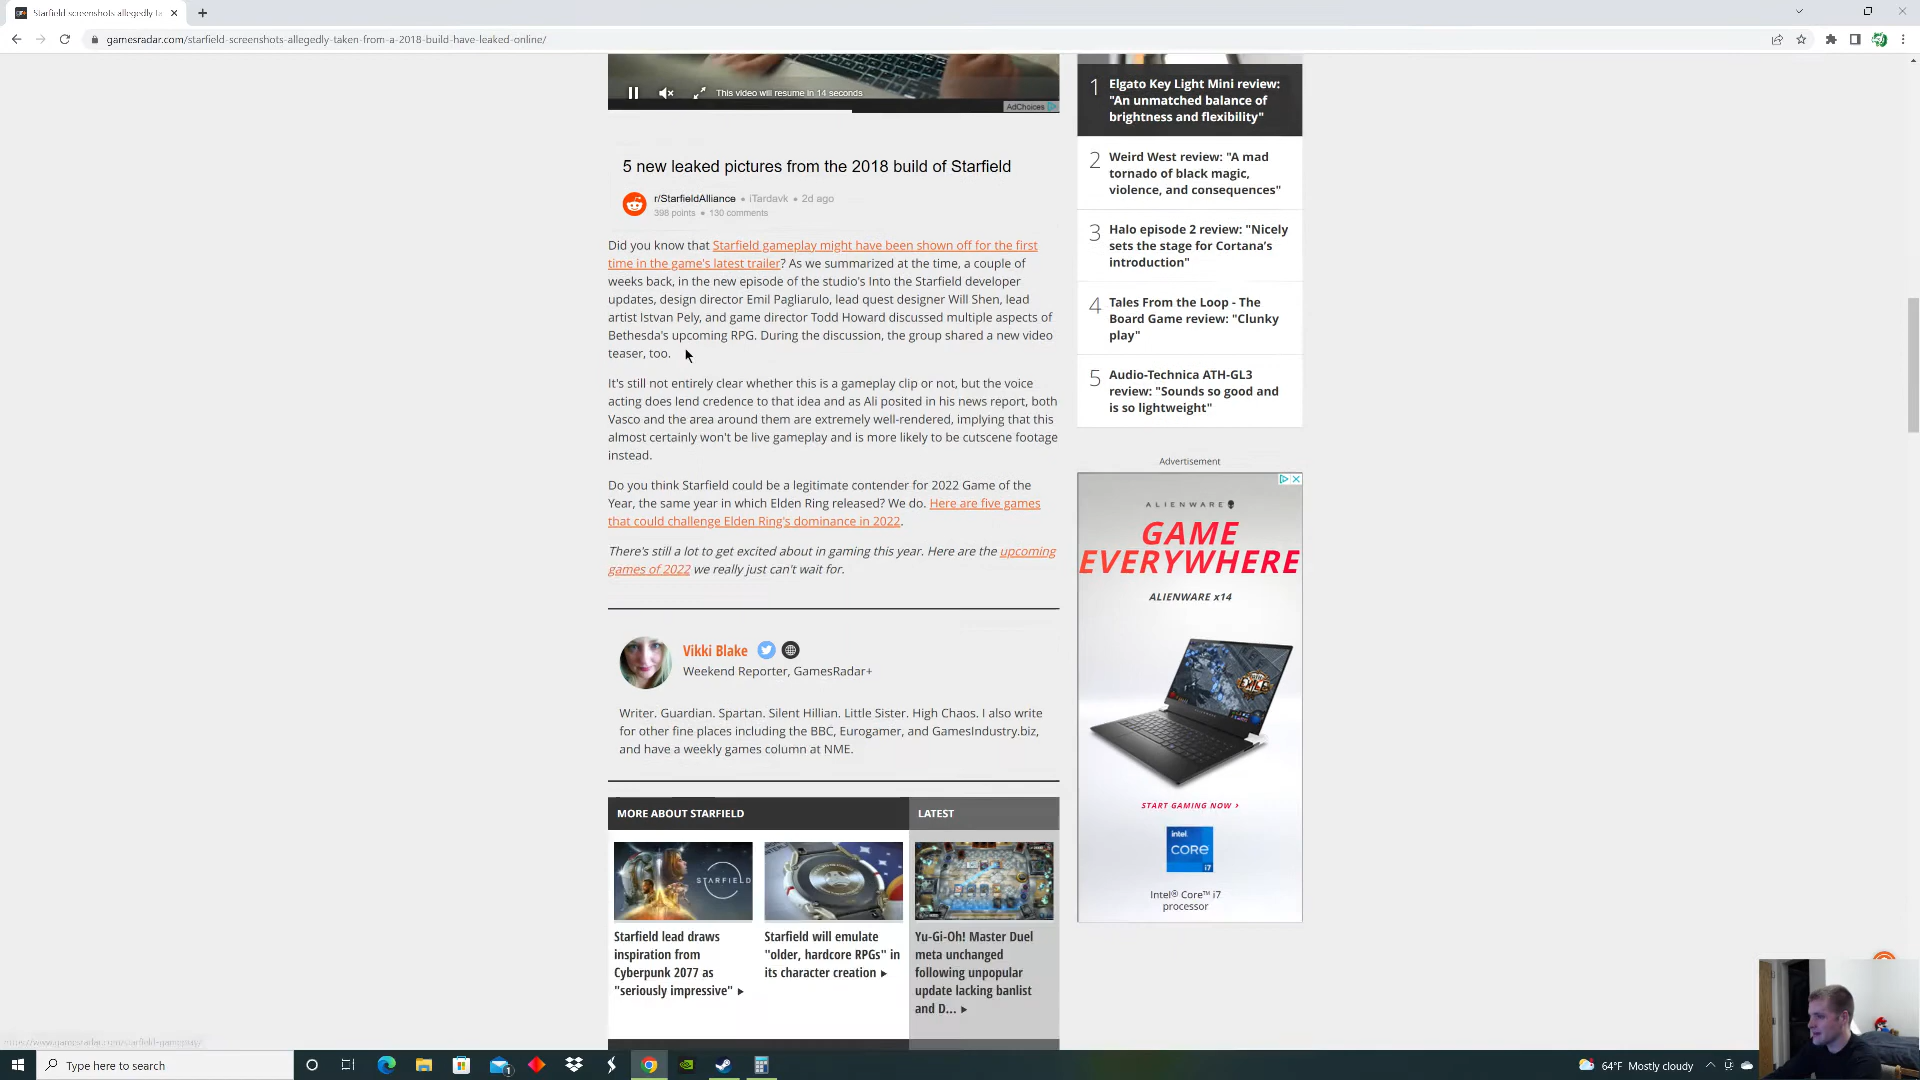 Starfield screenshots allegedly ta
gamesradar.com/starfield-screenshots-allegedly-taken-from-a-2018-build-have-leaked-online/
This video will resume in 14 seconds
AdChoices
5 new leaked pictures from the 2018 build of Starfield
r/StarfieldAlliance • iTardavk • 2d ago
398 points • 130 comments
Did you know that Starfield gameplay might have been shown off for the first
time in the game's latest trailer? As we summarized at the time, a couple of
weeks back, in the new episode of the studio's Into the Starfield developer
updates, design director Emil Pagliarulo, lead quest designer Will Shen, lead
artist Istvan Pely, and game director Todd Howard discussed multiple aspects of
Bethesda's upcoming RPG. During the discussion, the group shared a new video
teaser, too.
It's still not entirely clear whether this is a gameplay clip or not, but the voice
acting does lend credence to that idea and as Ali posited in his news report, both
Vasco and the area around them are extremely well-rendered, implying that this
almost certainly won't be live gameplay and is more likely to be cutscene footage
instead.
Do you think Starfield could be a legitimate contender for 2022 Game of the
Year, the same year in which Elden Ring released? We do. Here are five games
that could challenge Elden Ring's dominance in 2022.
There's still a lot to get excited about in gaming this year. Here are the upcoming
games of 2022 we really just can't wait for.
Vikki Blake
Weekend Reporter, GamesRadar+
Writer. Guardian. Spartan. Silent Hillian. Little Sister. High Chaos. I also write
for other fine places including the BBC, Eurogamer, and GamesIndustry.biz,
and have a weekly games column at NME.
MORE ABOUT STARFIELD
LATEST
STARFIELD
Starfield lead draws
inspiration from
Cyberpunk 2077 as
"seriously impressive"
Starfield will emulate
"older, hardcore RPGs" in
its character creation
Yu-Gi-Oh! Master Duel
meta unchanged
following unpopular
update lacking banlist
and D...
1 Elgato Key Light Mini review:
"An unmatched balance of
brightness and flexibility"
2 Weird West review: "A mad
tornado of black magic,
violence, and consequences"
3 Halo episode 2 review: "Nicely
sets the stage for Cortana's
introduction"
4 Tales From the Loop - The
Board Game review: "Clunky
play"
5 Audio-Technica ATH-GL3
review: "Sounds so good and
is so lightweight"
Advertisement
ALIENWARE
GAME
EVERYWHERE
ALIENWARE x14
EXILE
START GAMING NOW >
intel
CORE
i7
Intel® Core™ i7
processor
https://www.gamesradar.com/starfield-gameplay/
Type here to search
1
64°F Mostly cloudy